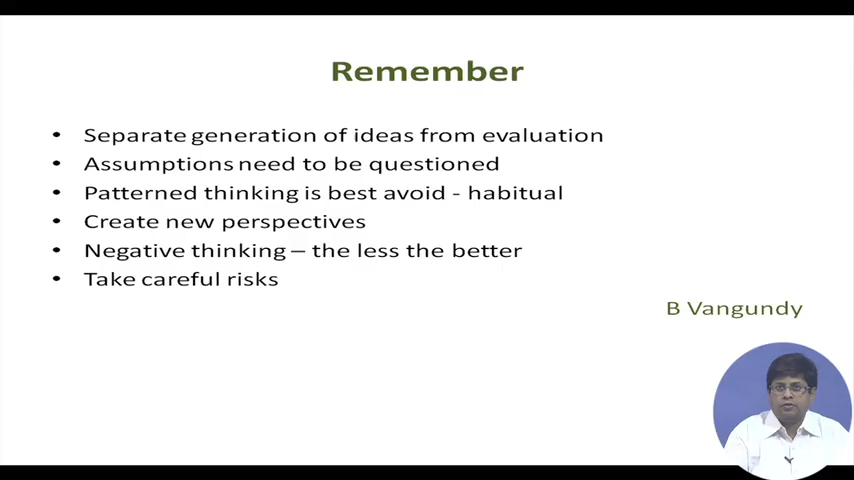 Remember
• Separate generation of ideas from evaluation
• Assumptions need to be questioned
• Patterned thinking is best avoid - habitual
• Create new perspectives
• Negative thinking – the less the better
• Take careful risks
B Vangundy